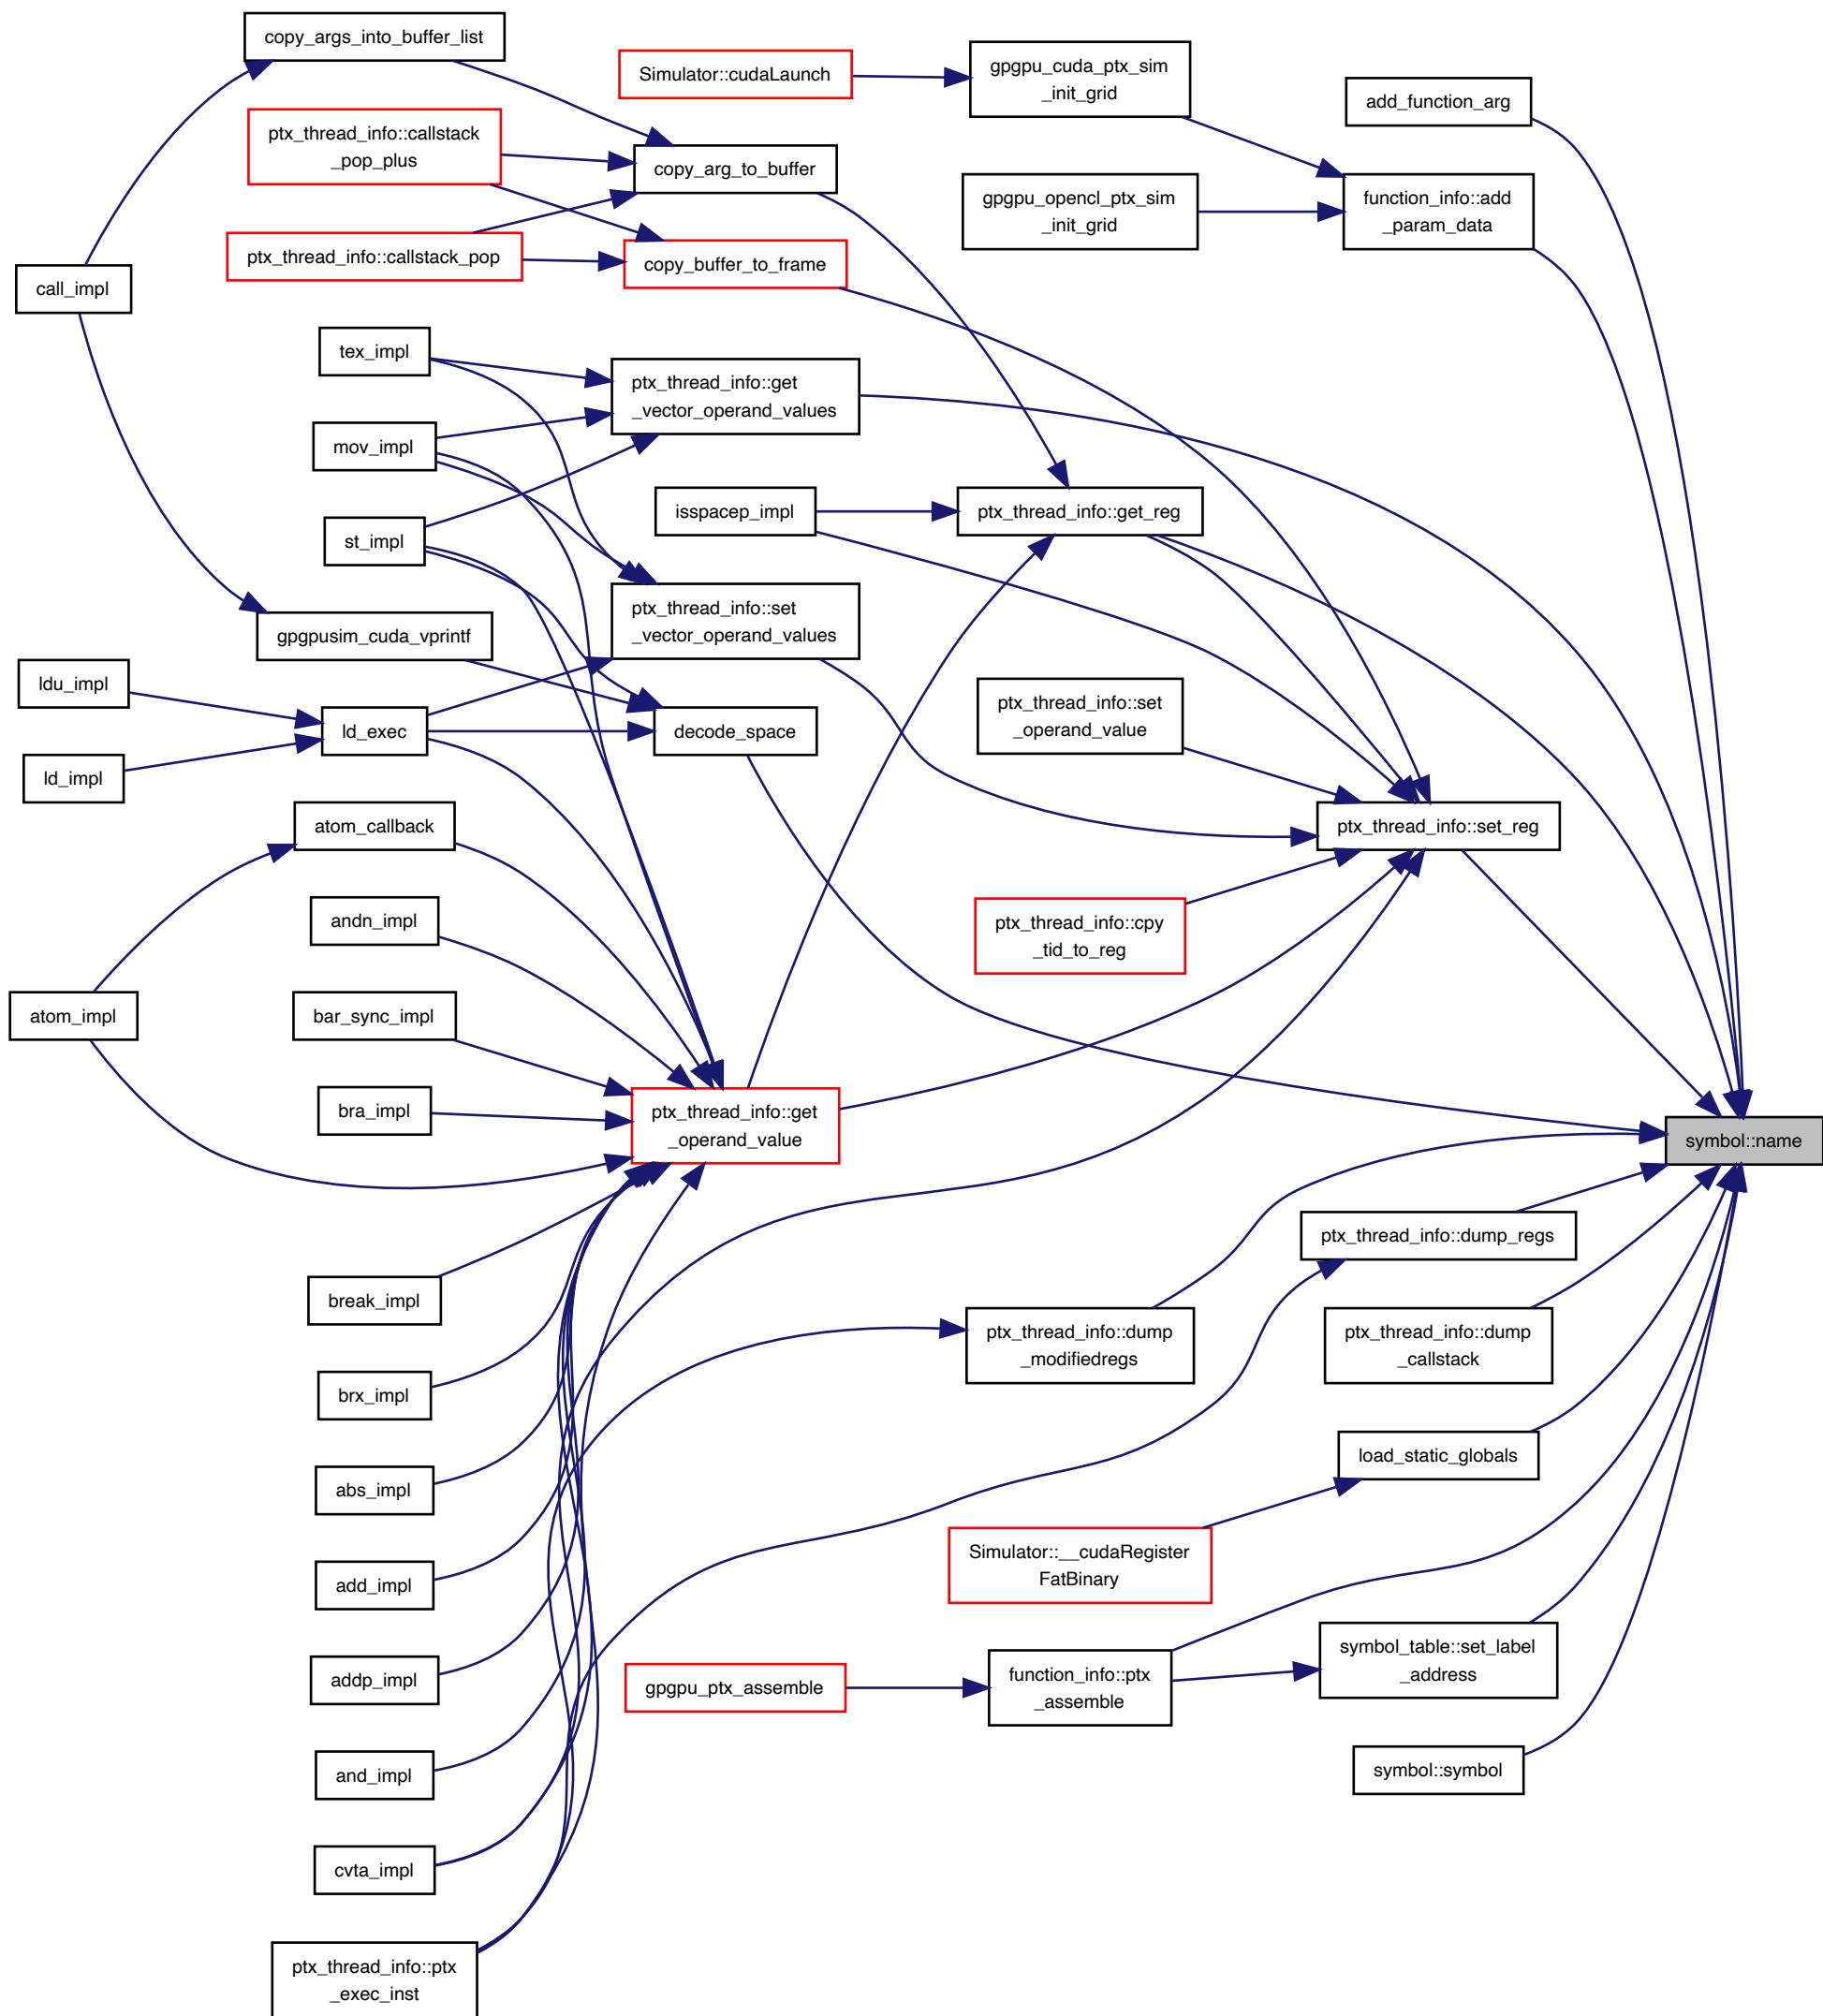 copy_args_into_buffer_list
Simulator::cudaLaunch
gpgpu_cuda_ptx_sim
_init_grid
add_function_arg
ptx_thread_info::callstack
_pop_plus
copy_arg_to_buffer
gpgpu_opencl_ptx_sim
_init_grid
function_info::add
_param_data
ptx_thread_info::callstack_pop
copy_buffer_to_frame
call_impl
tex_impl
ptx_thread_info::get
_vector_operand_values
mov_impl
isspacep_impl
ptx_thread_info::get_reg
st_impl
ptx_thread_info::set
_vector_operand_values
gpgpusim_cuda_vprintf
ldu_impl
ld_exec
decode_space
ptx_thread_info::set
_operand_value
ld_impl
atom_callback
ptx_thread_info::set_reg
andn_impl
ptx_thread_info::cpy
_tid_to_reg
atom_impl
bar_sync_impl
bra_impl
ptx_thread_info::get
_operand_value
symbol::name
ptx_thread_info::dump_regs
break_impl
ptx_thread_info::dump
_modifiedregs
ptx_thread_info::dump
_callstack
brx_impl
load_static_globals
abs_impl
Simulator::__cudaRegister
FatBinary
add_impl
symbol_table::set_label
_address
addp_impl
gpgpu_ptx_assemble
function_info::ptx
_assemble
and_impl
symbol::symbol
cvta_impl
ptx_thread_info::ptx
_exec_inst